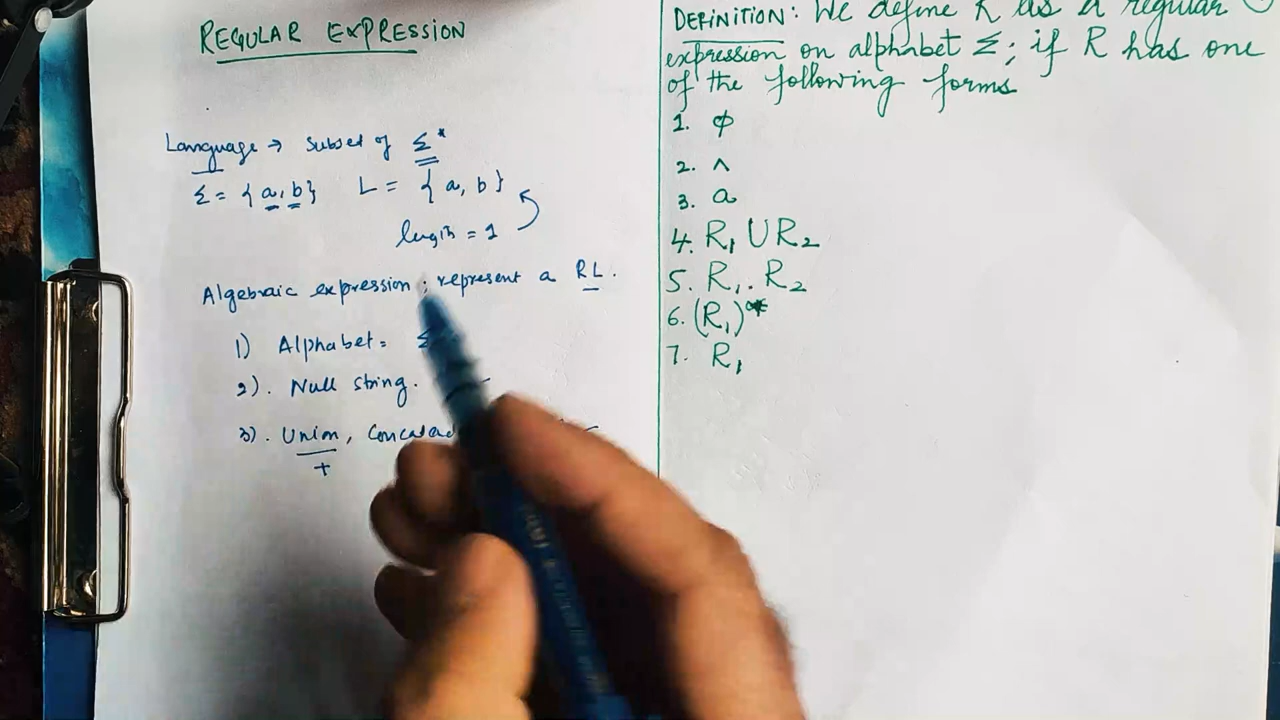 REGULAR EXPRESSION
Language → subset of Σ*
Σ = {a, b} L = {a, b}
length = 1
Algebraic expression ; represent a RL.
1) Alphabet = Σ
2). Null string.
3). Union,
+
DEFINITION: We define R as a regular
expression on alphabet Σ; if R has one
of the following forms
1. φ
2. ^
3. a
4. R₁ U R₂
5. R₁. R₂
6. (R₁)*
7. R₁